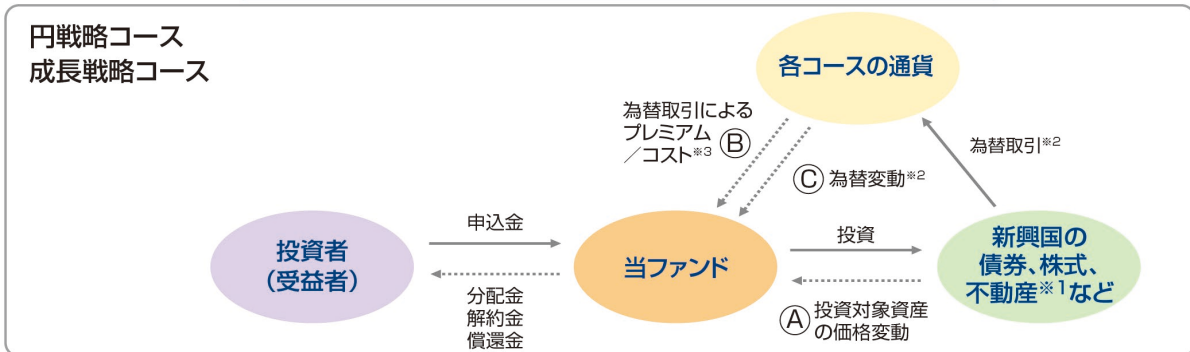 円戦略コース
成長戦略コース
各コースの通貨
為替取引による
プレミアム
／コスト※3 Ⓑ
Ⓒ 為替変動※2
為替取引※2
投資者
（受益者）
申込金
分配金
解約金
償還金
当ファンド
投資
Ⓐ 投資対象資産
の価格変動
新興国の
債券、株式、
不動産※1など